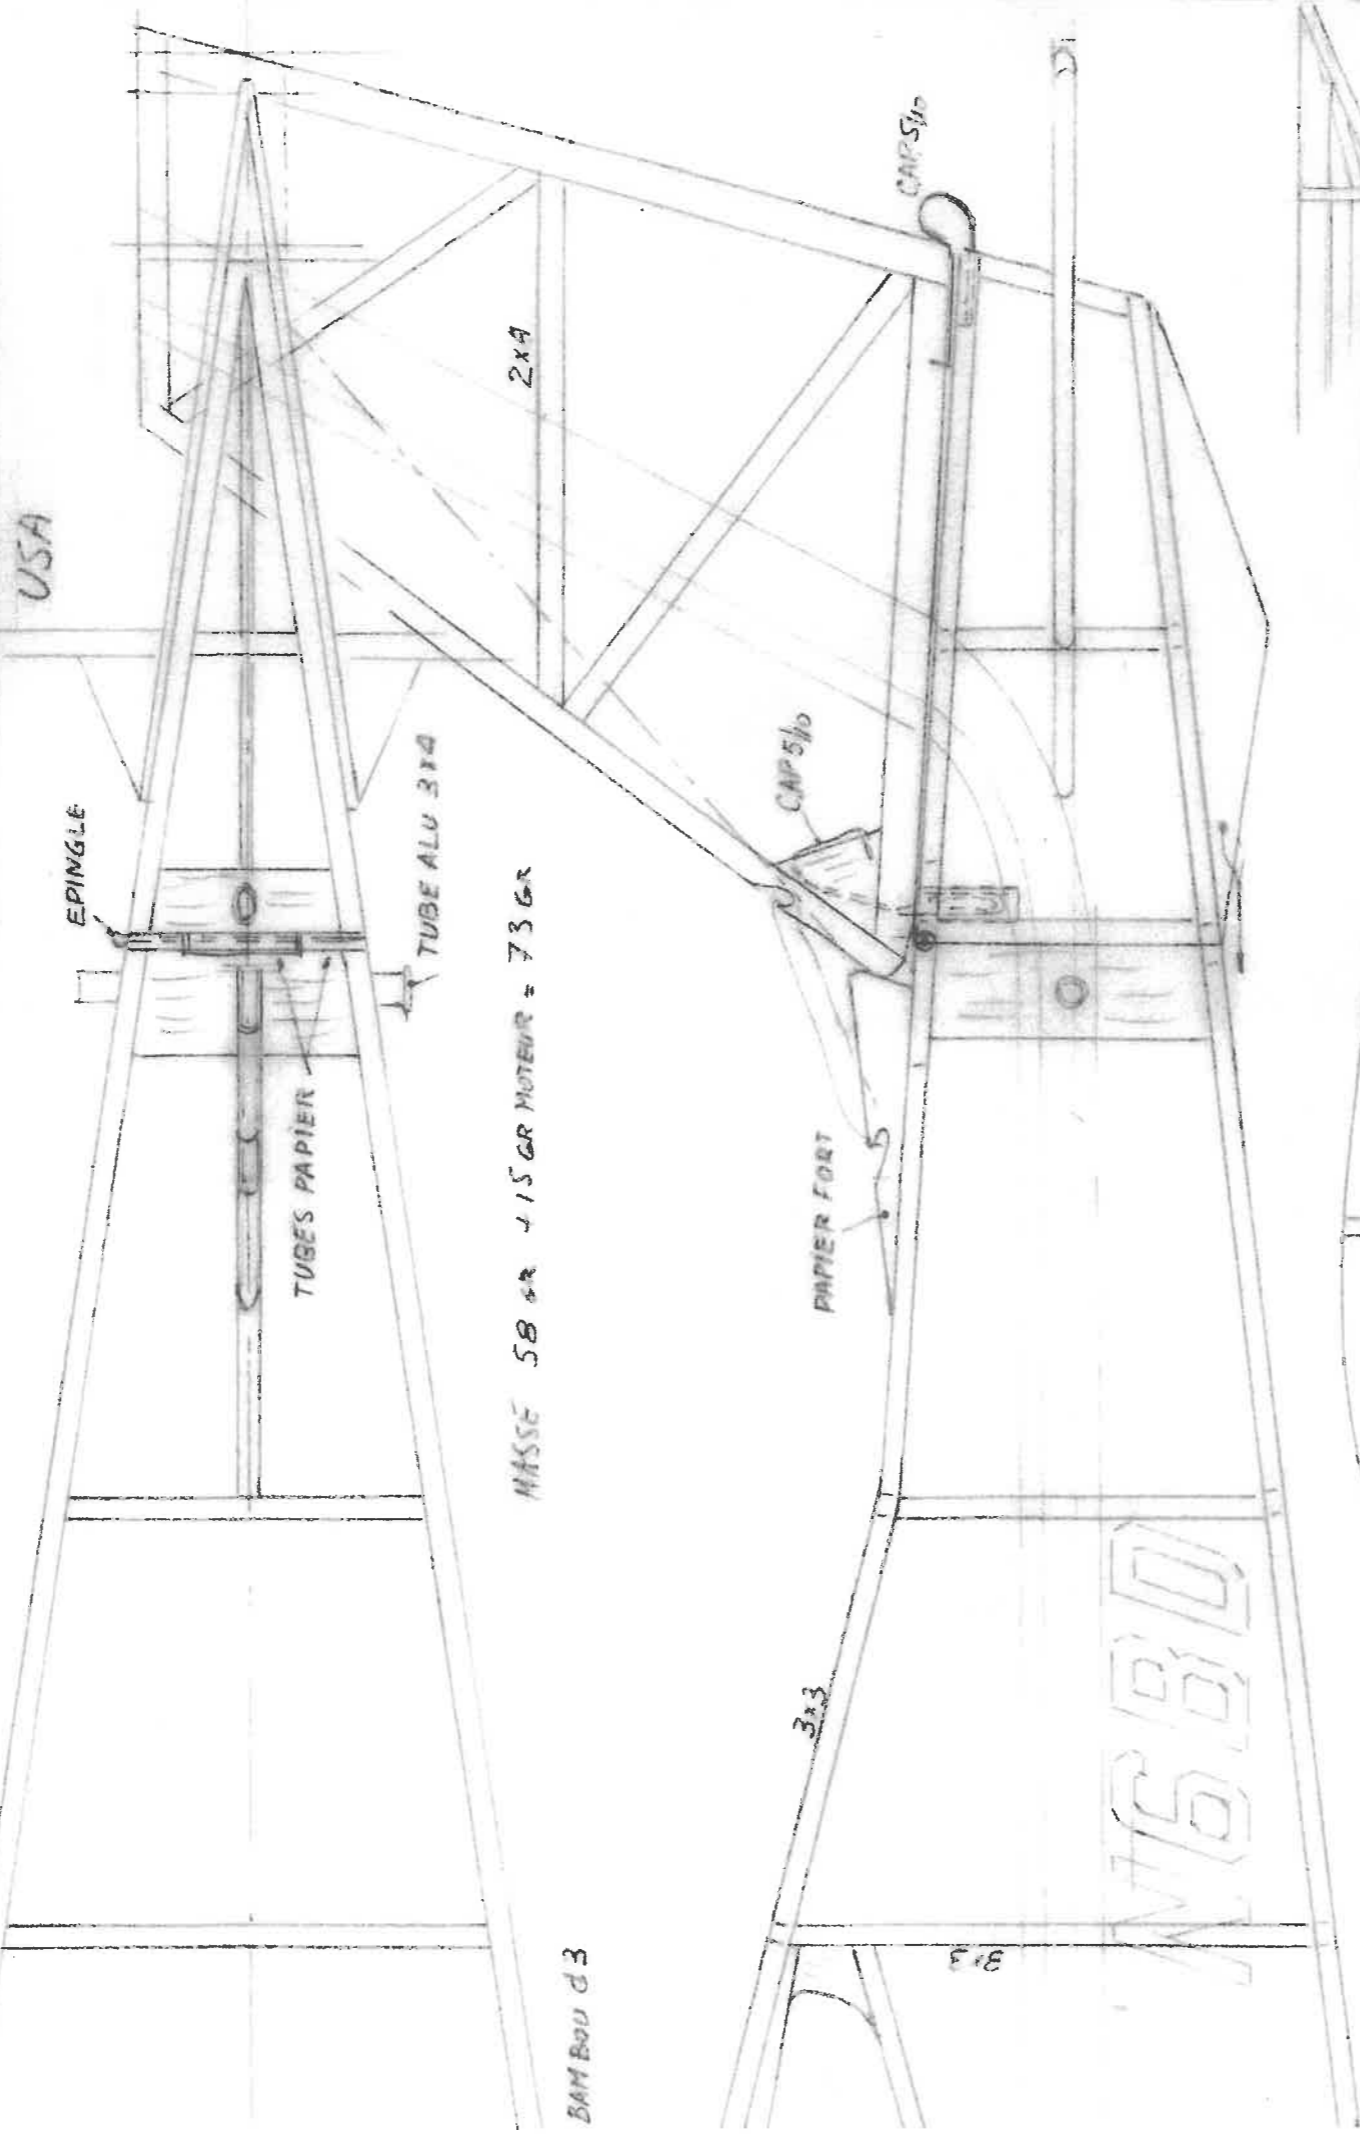 USA
EPINGLE
TUBE ALU 3x4
TUBES PAPIER
MASSE 58 GR + 15 GR MOTEUR = 73 GR
BAMBOU d3
2x4
CAP 5/10
CAP 5/10
PAPIER FORT
3x3
3x3
N6BD